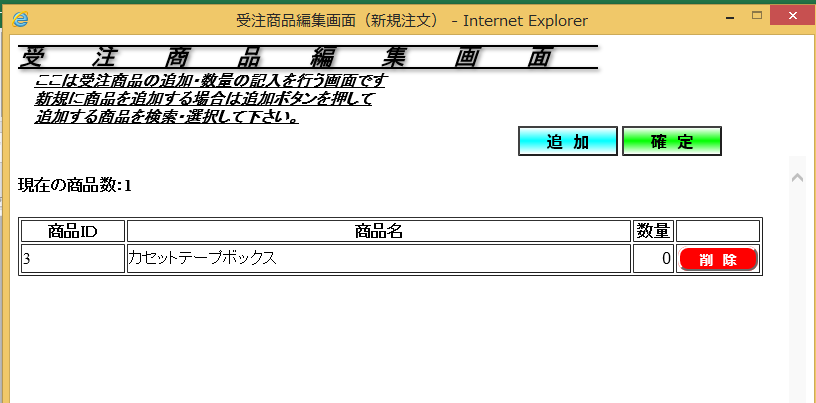 受注商品編集画面（新規注文） - Internet Explorer
受注商品編集画面
ここは受注商品の追加・数量の記入を行う画面です
新規に商品を追加する場合は追加ボタンを押して
追加する商品を検索・選択して下さい。
追 加 確 定
現在の商品数：1
商品ID 商品名 数量
3 カセットテープボックス 0 削 除